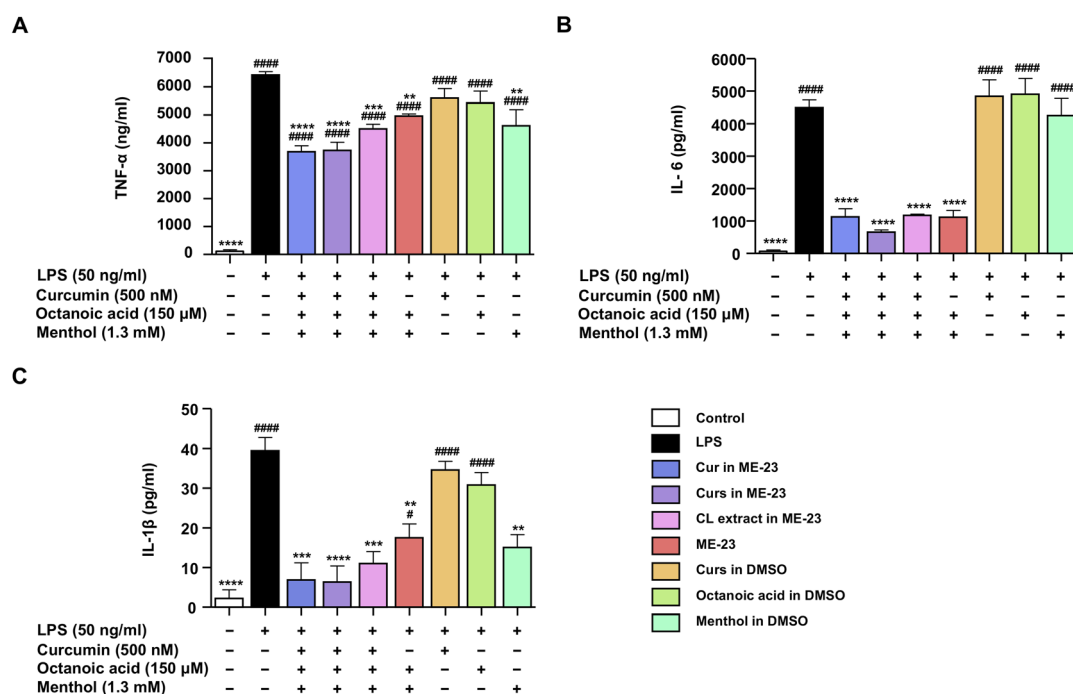 A
TNF-α (ng/ml)
7000
6000
5000
4000
3000
2000
1000
0
****
####
****
####
****
####
***
####
**
####
####
####
**
####
LPS (50 ng/ml) − + + + + + + + +
Curcumin (500 nM) − − + + + − + − −
Octanoic acid (150 µM) − − + + + + − + −
Menthol (1.3 mM) − − + + + + − − +
B
IL- 6 (pg/ml)
6000
5000
4000
3000
2000
1000
0
****
####
****
****
****
****
####
####
####
LPS (50 ng/ml) − + + + + + + + +
Curcumin (500 nM) − − + + + − + − −
Octanoic acid (150 µM) − − + + + + − + −
Menthol (1.3 mM) − − + + + + − − +
C
IL-1β (pg/ml)
50
40
30
20
10
0
****
####
***
****
***
**
#
####
####
**
LPS (50 ng/ml) − + + + + + + + +
Curcumin (500 nM) − − + + + − + − −
Octanoic acid (150 µM) − − + + + + − + −
Menthol (1.3 mM) − − + + + + − − +
Control
LPS
Cur in ME-23
Curs in ME-23
CL extract in ME-23
ME-23
Curs in DMSO
Octanoic acid in DMSO
Menthol in DMSO